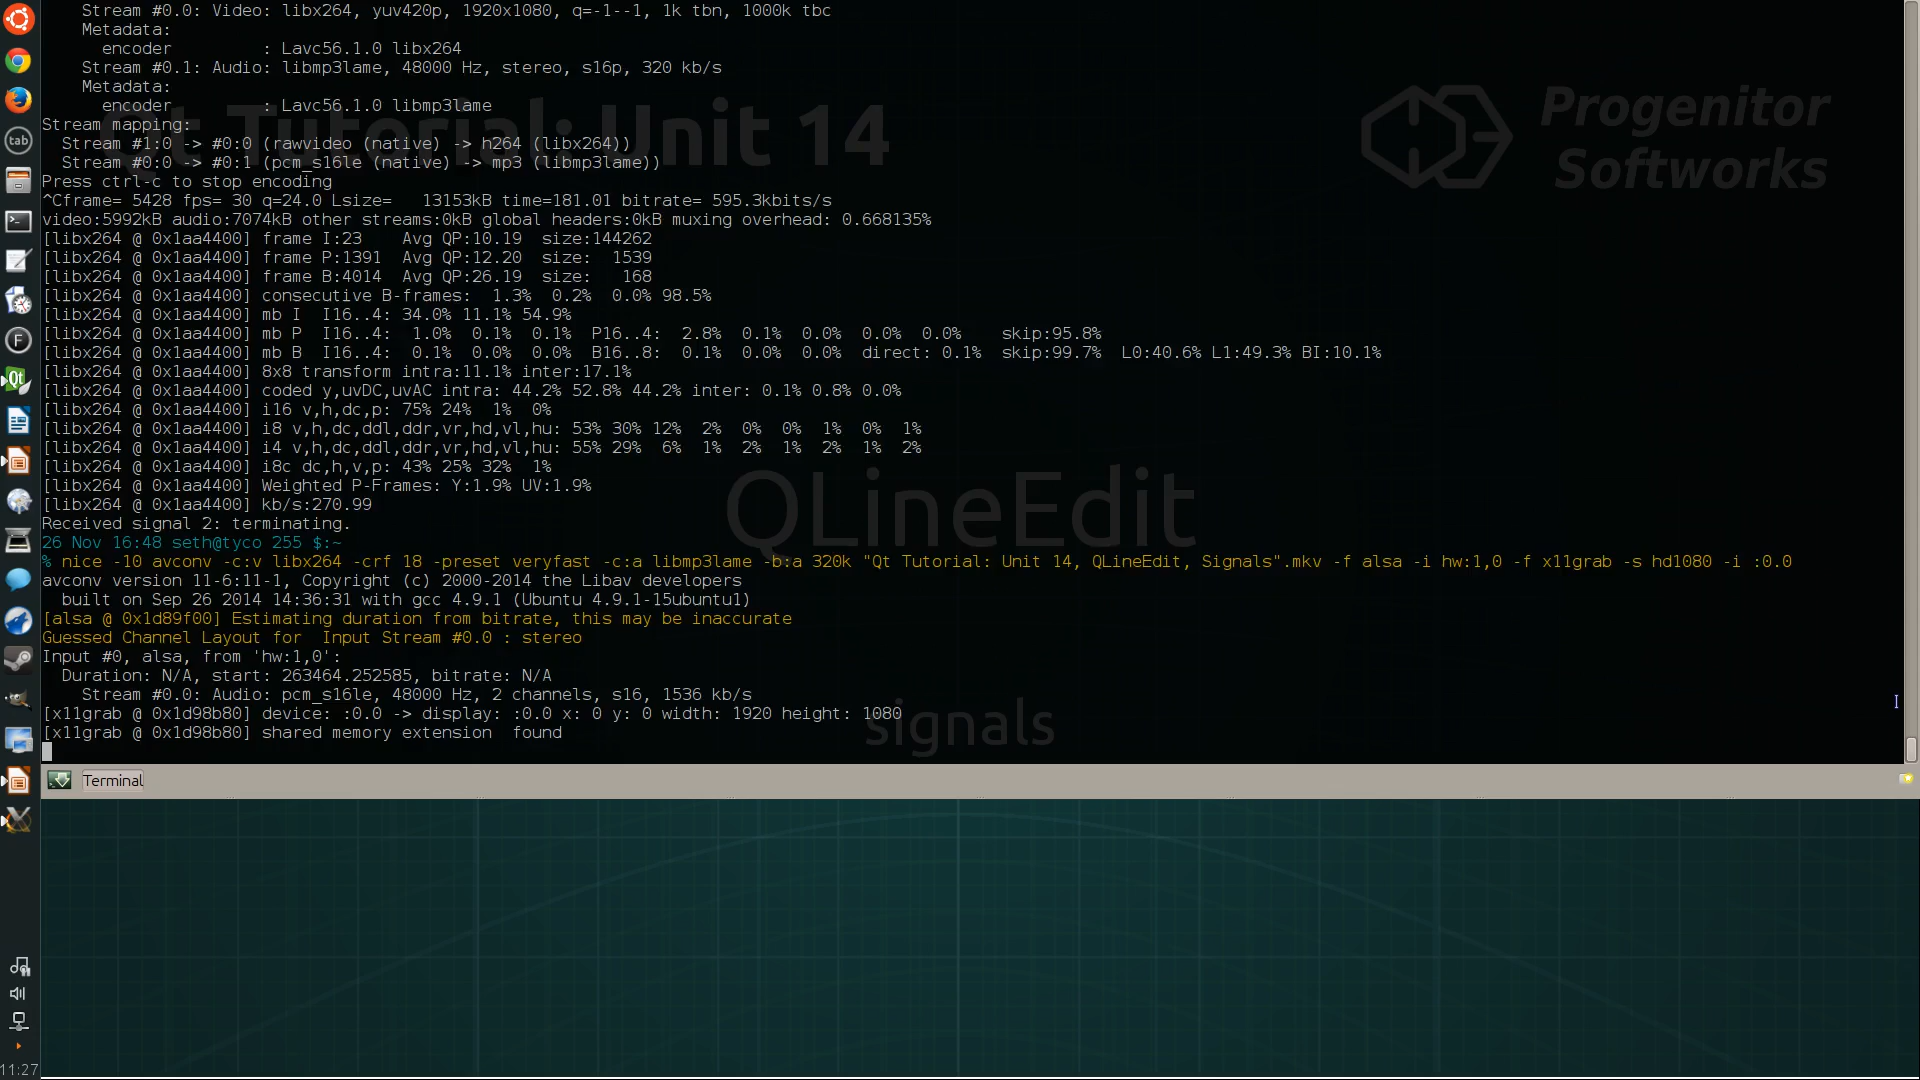 Stream #0.0: Video: libx264, yuv420p, 1920x1080, q=-1--1, 1k tbn, 1000k tbc
Metadata:
encoder : Lavc56.1.0 libx264
Stream #0.1: Audio: libmp3lame, 48000 Hz, stereo, s16p, 320 kb/s
Metadata:
encoder : Lavc56.1.0 libmp3lame
Stream mapping:
Stream #1:0 -> #0:0 (rawvideo (native) -> h264 (libx264))
Stream #0:0 -> #0:1 (pcm_s16le (native) -> mp3 (libmp3lame))
Press ctrl-c to stop encoding
^Cframe= 5428 fps= 30 q=24.0 Lsize= 13153kB time=181.01 bitrate= 595.3kbits/s
video:5992kB audio:7074kB other streams:0kB global headers:0kB muxing overhead: 0.668135%
[libx264 @ 0x1aa4400] frame I:23 Avg QP:10.19 size:144262
[libx264 @ 0x1aa4400] frame P:1391 Avg QP:12.20 size: 1539
[libx264 @ 0x1aa4400] frame B:4014 Avg QP:26.19 size: 168
[libx264 @ 0x1aa4400] consecutive B-frames: 1.3% 0.2% 0.0% 98.5%
[libx264 @ 0x1aa4400] mb I I16..4: 34.0% 11.1% 54.9%
[libx264 @ 0x1aa4400] mb P I16..4: 1.0% 0.1% 0.1% P16..4: 2.8% 0.1% 0.0% 0.0% 0.0% skip:95.8%
[libx264 @ 0x1aa4400] mb B I16..4: 0.1% 0.0% 0.0% B16..8: 0.1% 0.0% 0.0% direct: 0.1% skip:99.7% L0:40.6% L1:49.3% BI:10.1%
[libx264 @ 0x1aa4400] 8x8 transform intra:11.1% inter:17.1%
[libx264 @ 0x1aa4400] coded y,uvDC,uvAC intra: 44.2% 52.8% 44.2% inter: 0.1% 0.8% 0.0%
[libx264 @ 0x1aa4400] i16 v,h,dc,p: 75% 24% 1% 0%
[libx264 @ 0x1aa4400] i8 v,h,dc,ddl,ddr,vr,hd,vl,hu: 53% 30% 12% 2% 0% 0% 1% 0% 1%
[libx264 @ 0x1aa4400] i4 v,h,dc,ddl,ddr,vr,hd,vl,hu: 55% 29% 6% 1% 2% 1% 2% 1% 2%
[libx264 @ 0x1aa4400] i8c dc,h,v,p: 43% 25% 32% 1%
[libx264 @ 0x1aa4400] Weighted P-Frames: Y:1.9% UV:1.9%
[libx264 @ 0x1aa4400] kb/s:270.99
Received signal 2: terminating.
26 Nov 16:48 seth@tyco 255 $:~
% nice -10 avconv -c:v libx264 -crf 18 -preset veryfast -c:a libmp3lame -b:a 320k "Qt Tutorial: Unit 14, QLineEdit, Signals".mkv -f alsa -i hw:1,0 -f x11grab -s hd1080 -i :0.0
avconv version 11-6:11-1, Copyright (c) 2000-2014 the Libav developers
built on Sep 26 2014 14:36:31 with gcc 4.9.1 (Ubuntu 4.9.1-15ubuntu1)
[alsa @ 0x1d89f00] Estimating duration from bitrate, this may be inaccurate
Guessed Channel Layout for Input Stream #0.0 : stereo
Input #0, alsa, from 'hw:1,0':
Duration: N/A, start: 263464.252585, bitrate: N/A
Stream #0.0: Audio: pcm_s16le, 48000 Hz, 2 channels, s16, 1536 kb/s
[x11grab @ 0x1d98b80] device: :0.0 -> display: :0.0 x: 0 y: 0 width: 1920 height: 1080
[x11grab @ 0x1d98b80] shared memory extension found
Terminal
Qt Tutorial: Unit 14
Progenitor
Softworks
QLineEdit
signals
tab
F
Qt
11:27